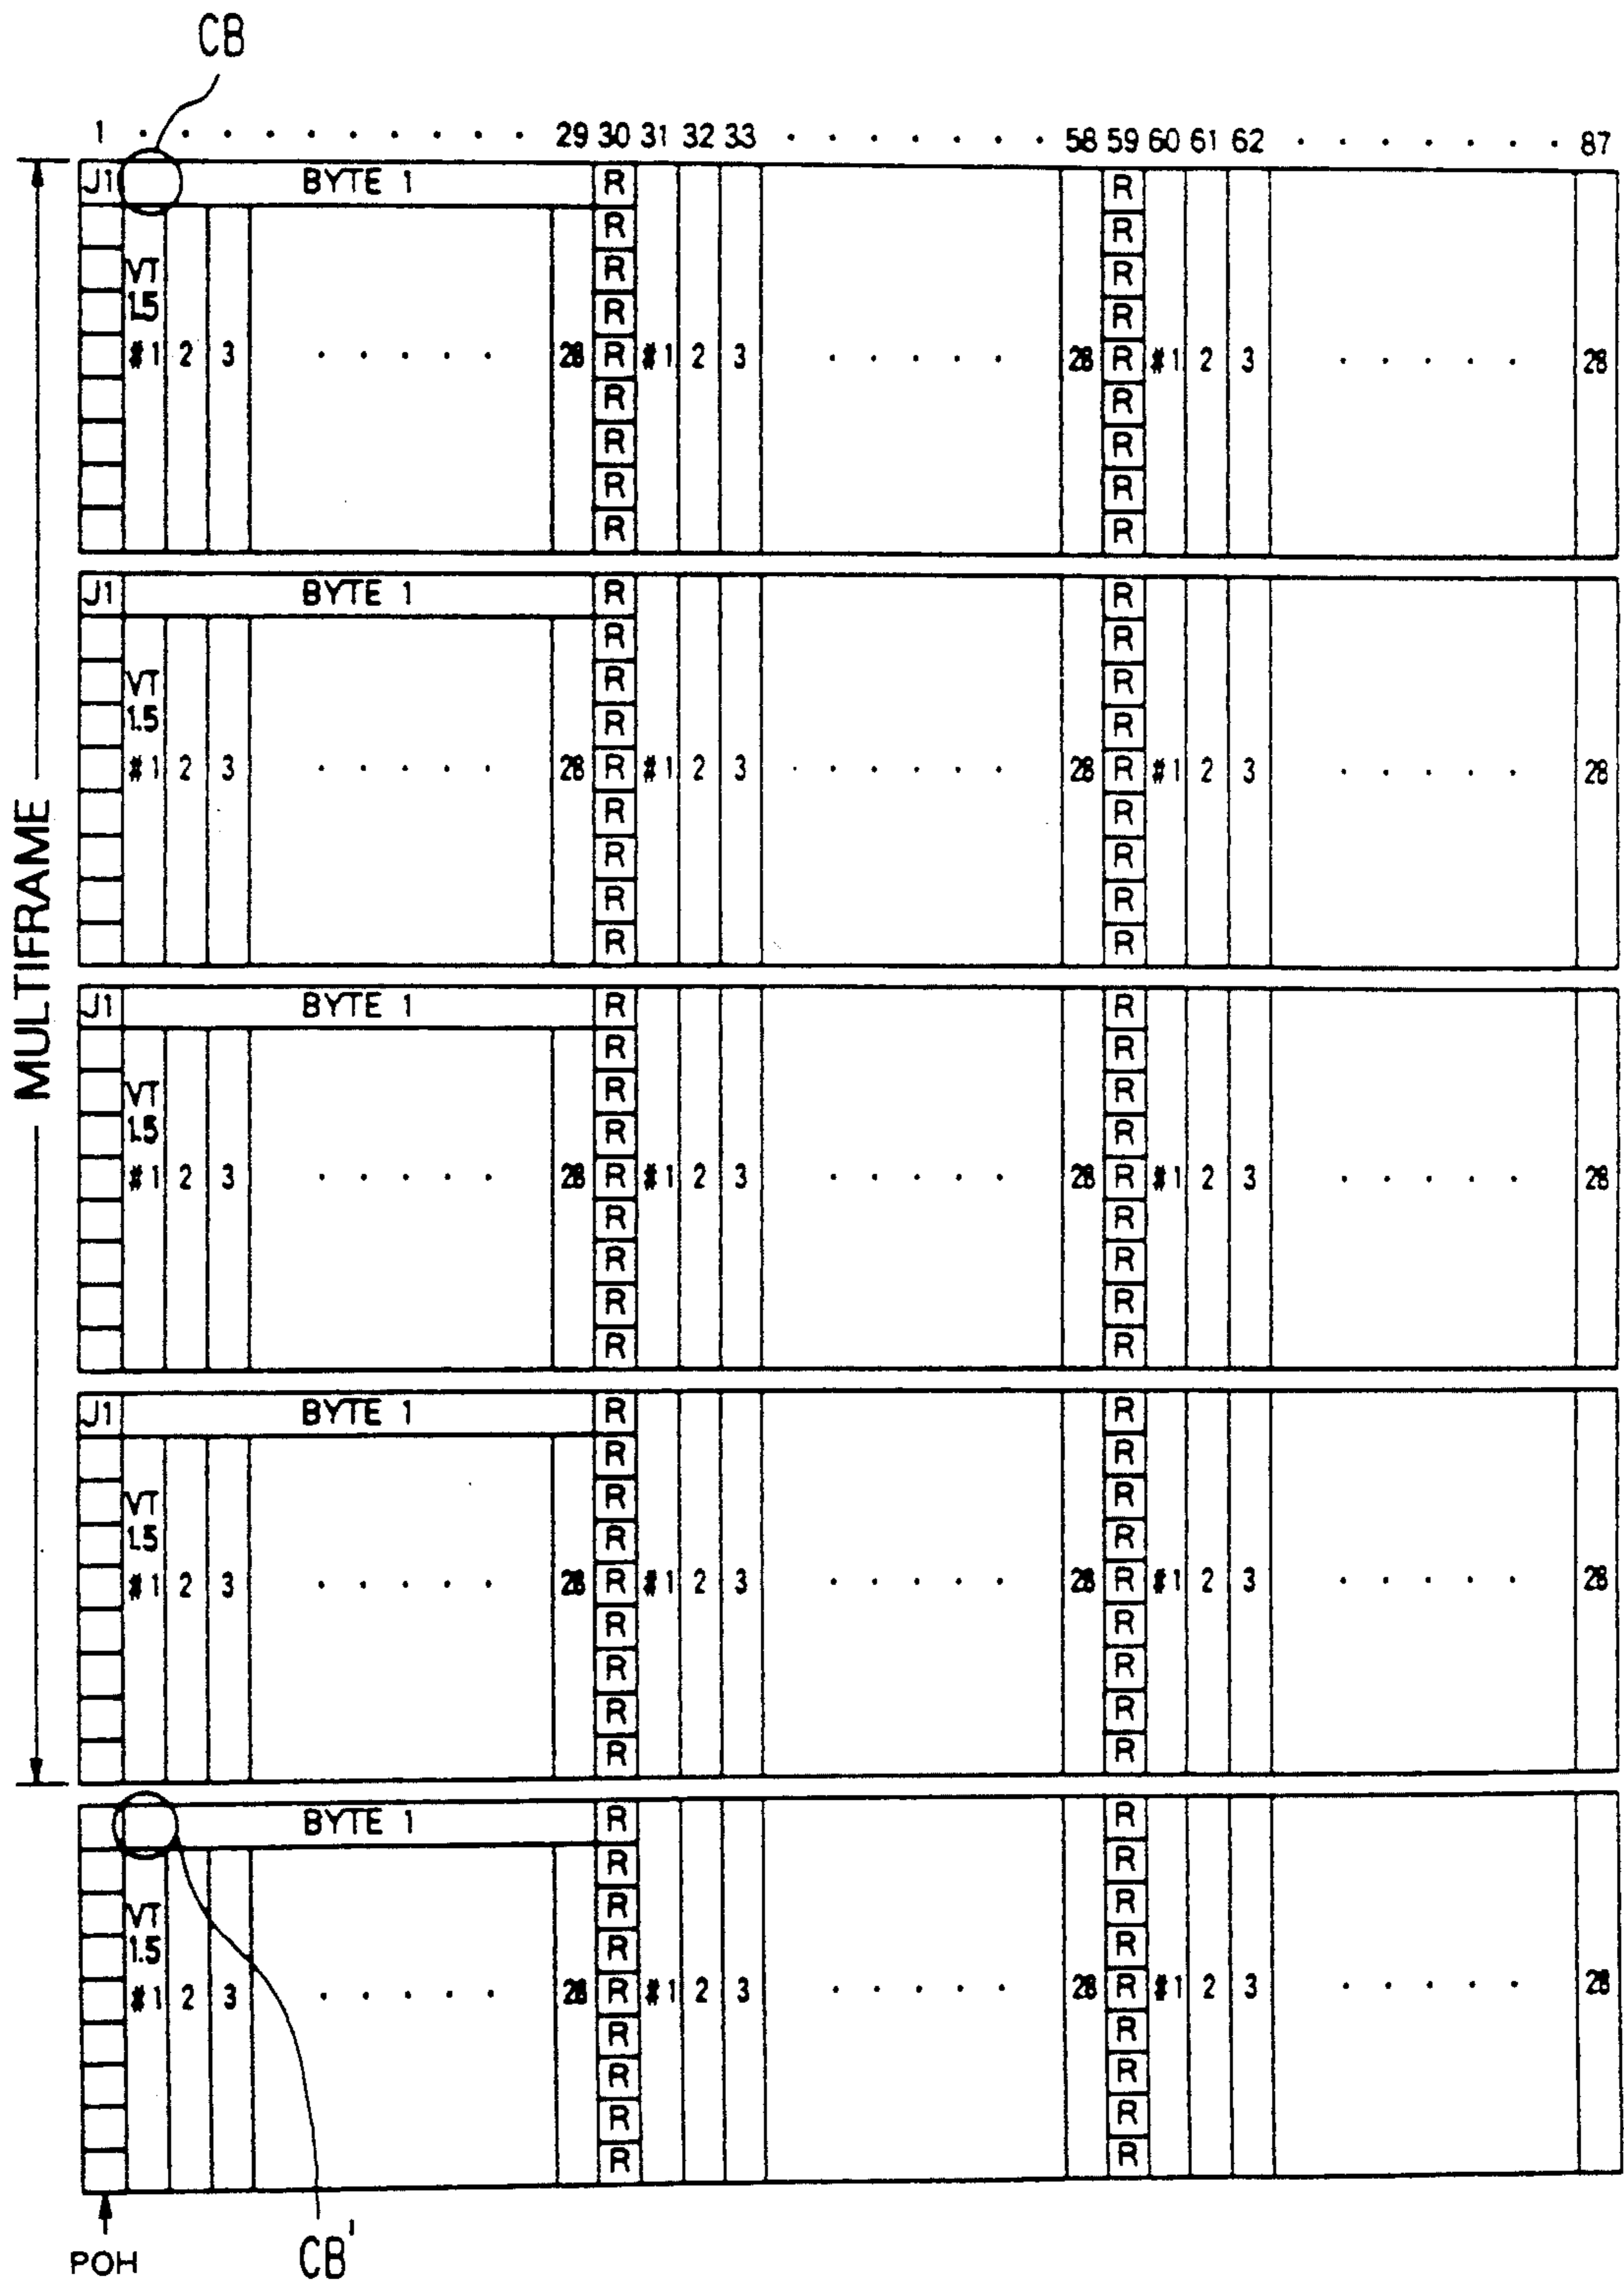 CB
1 . . . . . . . . . . 29 30 31 32 33 . . . . . . . 58 59 60 61 62 . . . . . . . 87
J1 BYTE 1 R R
R R
VT R R
1.5 R R
#1 2 3 . . . . . 28 R #1 2 3 . . . . . 28 R #1 2 3 . . . . . 28
R R
R R
R R
R R
J1 BYTE 1 R R
R R
VT R R
1.5 R R
#1 2 3 . . . . . 28 R #1 2 3 . . . . . . 28 R #1 2 3 . . . . . 28
R R
R R
R R
R R
MULTIFRAME
J1 BYTE 1 R R
R R
VT R R
1.5 R R
#1 2 3 . . . . . 28 R #1 2 3 . . . . . 28 R #1 2 3 . . . . . 28
R R
R R
R R
R R
J1 BYTE 1 R R
R R
VT R R
1.5 R R
#1 2 3 . . . . . 28 R #1 2 3 . . . . . 28 R #1 2 3 . . . . . 28
R R
R R
R R
R R
BYTE 1 R R
R R
VT R R
1.5 R R
#1 2 3 . . . . . 28 R #1 2 3 . . . . . 28 R #1 2 3 . . . . . 28
R R
R R
R R
R R
POH CB'